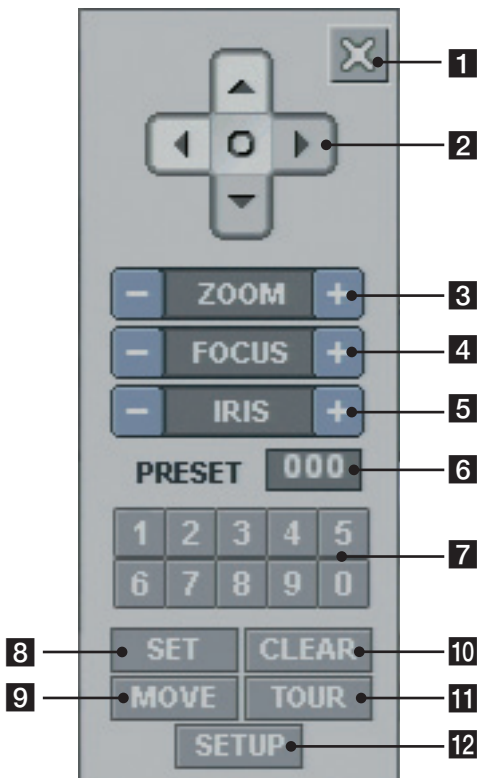 1
2
- ZOOM + 3
- FOCUS + 4
- IRIS + 5
PRESET 000 6
1 2 3 4 5
7
6 7 8 9 0
8 SET CLEAR 10
9 MOVE TOUR 11
SETUP 12